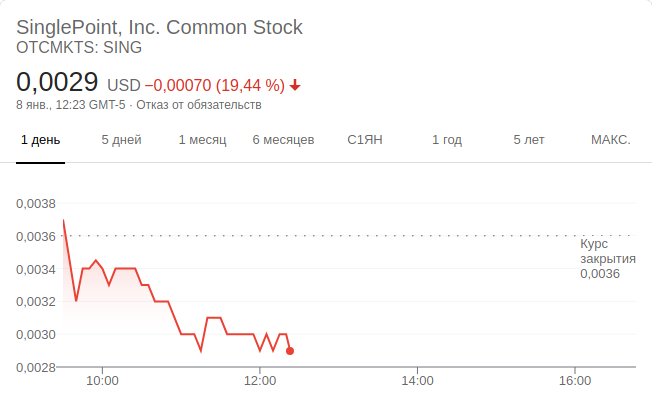 SinglePoint, Inc. Common Stock
OTCMKTS: SING
0,0029 USD −0,00070 (19,44 %)
8 янв., 12:23 GMT-5 · Отказ от обязательств
1 день 5 дней 1 месяц 6 месяцев С1ЯН 1 год 5 лет МАКС.
0,0038
0,0036
Курс
закрытия
0,0036
0,0034
0,0032
0,0030
0,0028
10:00 12:00 14:00 16:00